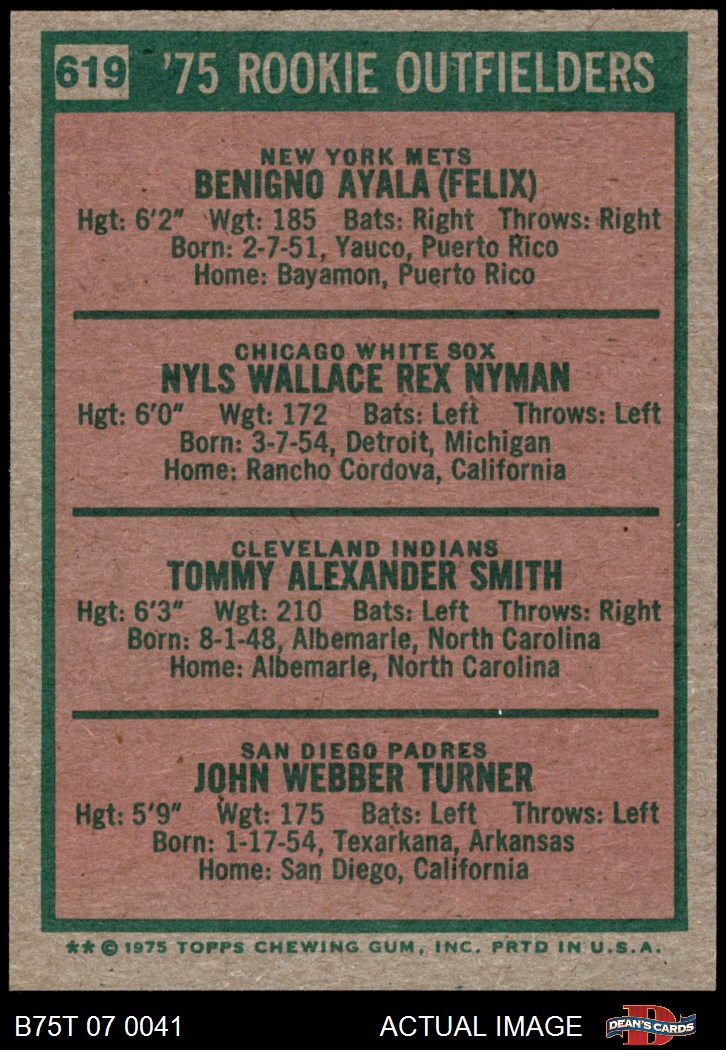 619 '75 ROOKIE OUTFIELDERS
NEW YORK METS
BENIGNO AYALA (FELIX)
Hgt: 6'2" Wgt: 185 Bats: Right Throws: Right
Born: 2-7-51, Yauco, Puerto Rico
Home: Bayamon, Puerto Rico
CHICAGO WHITE SOX
NYLS WALLACE REX NYMAN
Hgt: 6'0" Wgt: 172 Bats: Left Throws: Left
Born: 3-7-54, Detroit, Michigan
Home: Rancho Cordova, California
CLEVELAND INDIANS
TOMMY ALEXANDER SMITH
Hgt: 6'3" Wgt: 210 Bats: Left Throws: Right
Born: 8-1-48, Albemarle, North Carolina
Home: Albemarle, North Carolina
SAN DIEGO PADRES
JOHN WEBBER TURNER
Hgt: 5'9" Wgt: 175 Bats: Left Throws: Left
Born: 1-17-54, Texarkana, Arkansas
Home: San Diego, California
** © 1975 TOPPS CHEWING GUM, INC. PRTD IN U.S.A.
B75T 07 0041 ACTUAL IMAGE D DEAN'S CARDS